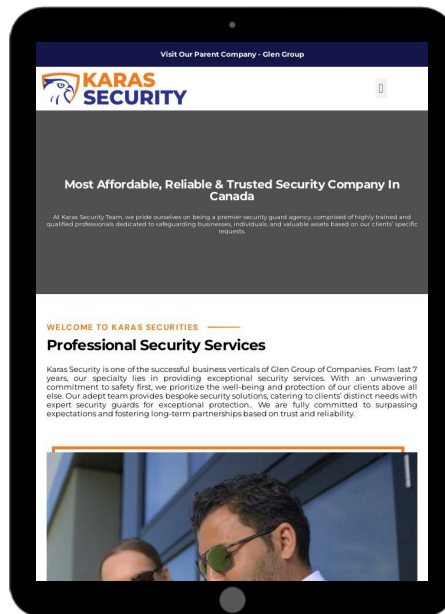 Visit Our Parent Company - Glen Group
KARAS
SECURITY
Most Affordable, Reliable & Trusted Security Company In
Canada
At Karas Security Team, we pride ourselves on being a premier security guard agency, comprised of highly trained and
qualified professionals dedicated to safeguarding businesses, individuals, and valuable assets based on our clients' specific
requests.
WELCOME TO KARAS SECURITIES
Professional Security Services
Karas Security is one of the successful business verticals of Glen Group of Companies. From last 7
years, our specialty lies in providing exceptional security services. With an unwavering
commitment to safety first, we prioritize the well-being and protection of our clients above all
else. Our adept team provides bespoke security solutions, catering to clients' distinct needs with
expert security guards for exceptional protection.. We are fully committed to surpassing
expectations and fostering long-term partnerships based on trust and reliability.